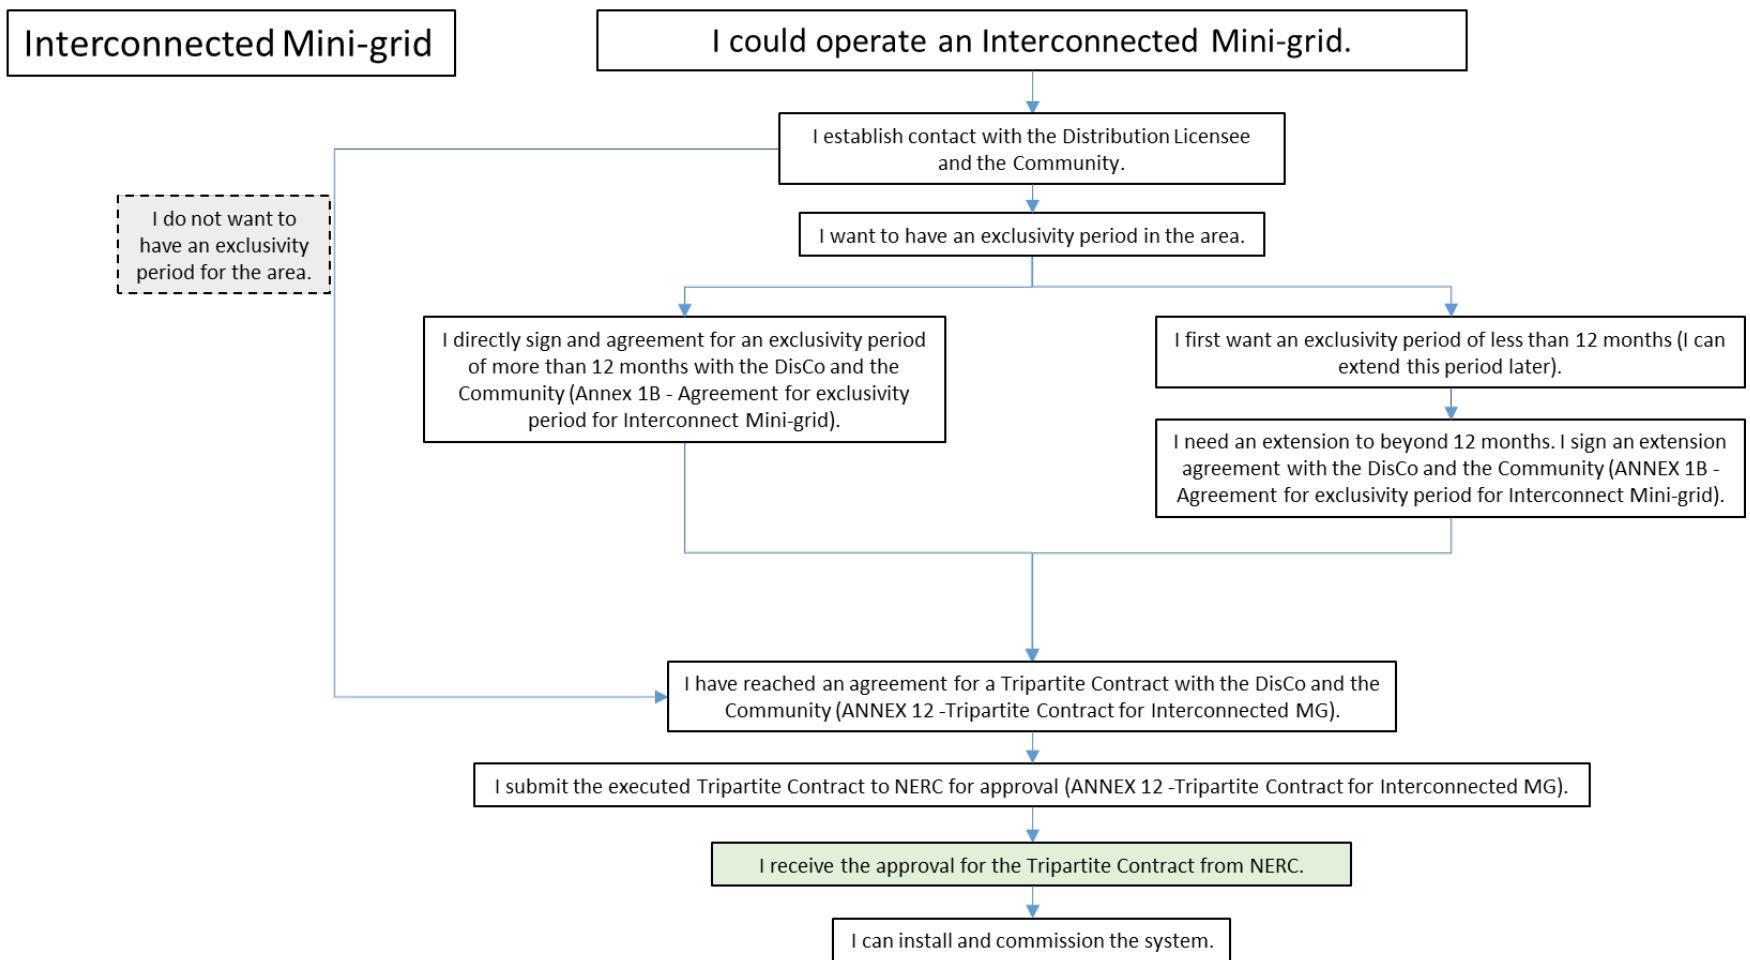 Interconnected Mini-grid
I could operate an Interconnected Mini-grid.
I establish contact with the Distribution Licensee
and the Community.
I do not want to
have an exclusivity
period for the area.
I want to have an exclusivity period in the area.
I directly sign and agreement for an exclusivity period
of more than 12 months with the DisCo and the
Community (Annex 1B - Agreement for exclusivity
period for Interconnect Mini-grid).
I first want an exclusivity period of less than 12 months (I can
extend this period later).
I need an extension to beyond 12 months. I sign an extension
agreement with the DisCo and the Community (ANNEX 1B -
Agreement for exclusivity period for Interconnect Mini-grid).
I have reached an agreement for a Tripartite Contract with the DisCo and the
Community (ANNEX 12 -Tripartite Contract for Interconnected MG).
I submit the executed Tripartite Contract to NERC for approval (ANNEX 12 -Tripartite Contract for Interconnected MG).
I receive the approval for the Tripartite Contract from NERC.
I can install and commission the system.